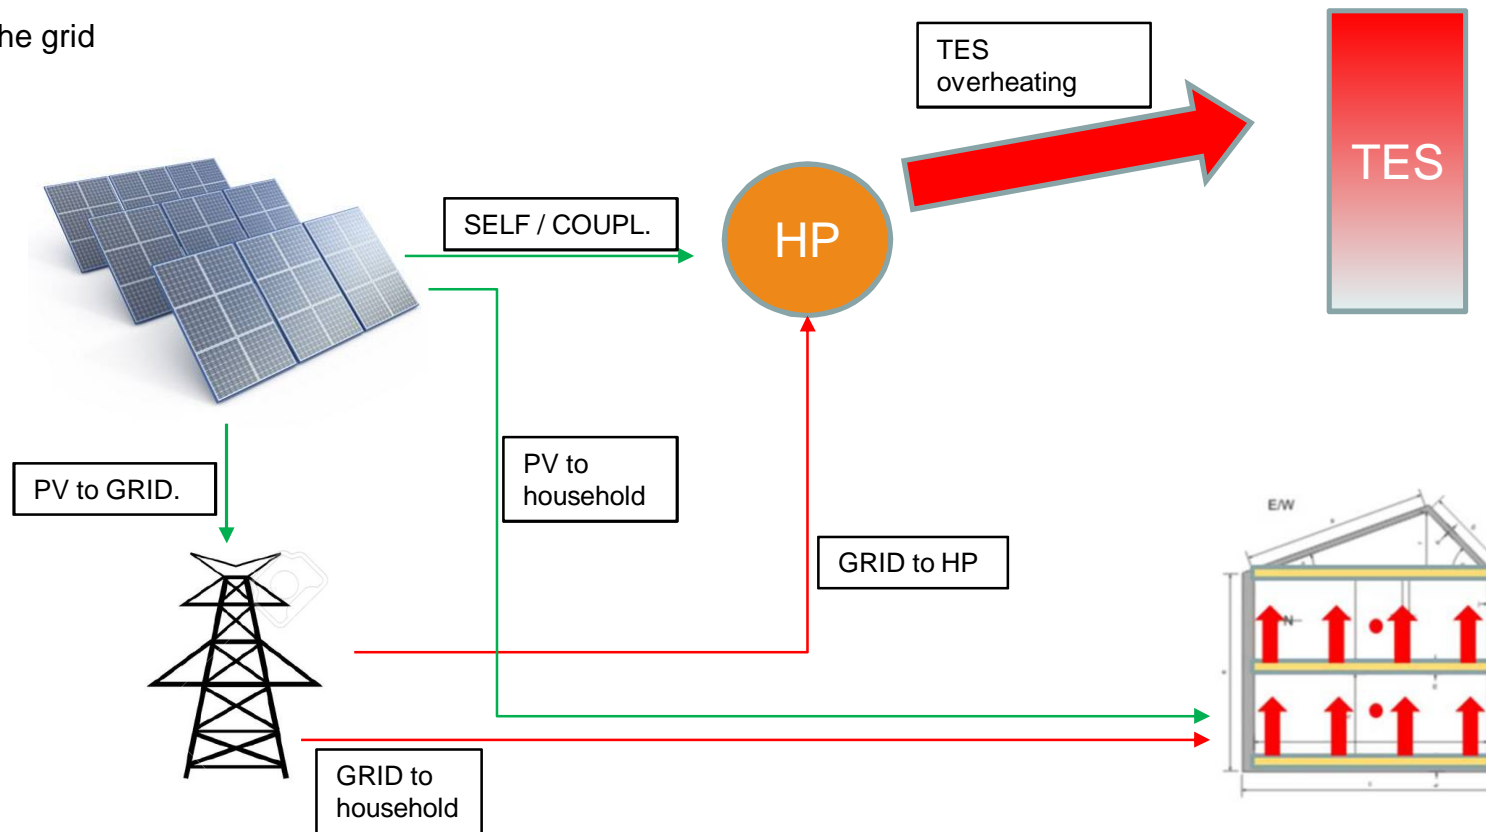 he grid
TES
overheating
TES
SELF / COUPL.
HP
PV to GRID.
PV to
household
GRID to HP
E/W
N
GRID to
household